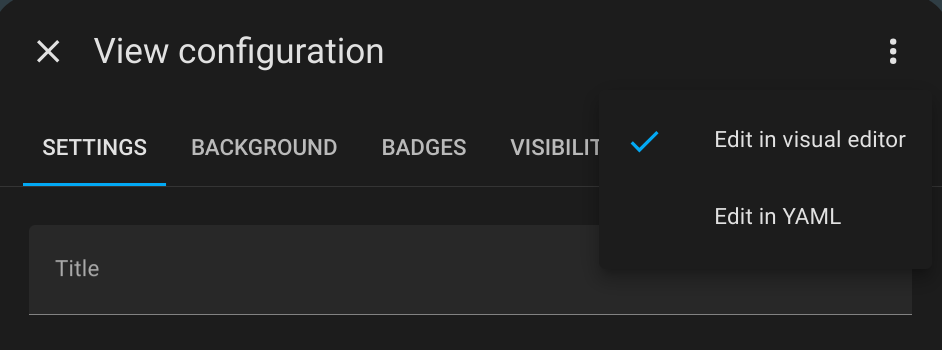 View configuration
SETTINGS BACKGROUND BADGES VISIBILIT
Edit in visual editor
Edit in YAML
Title